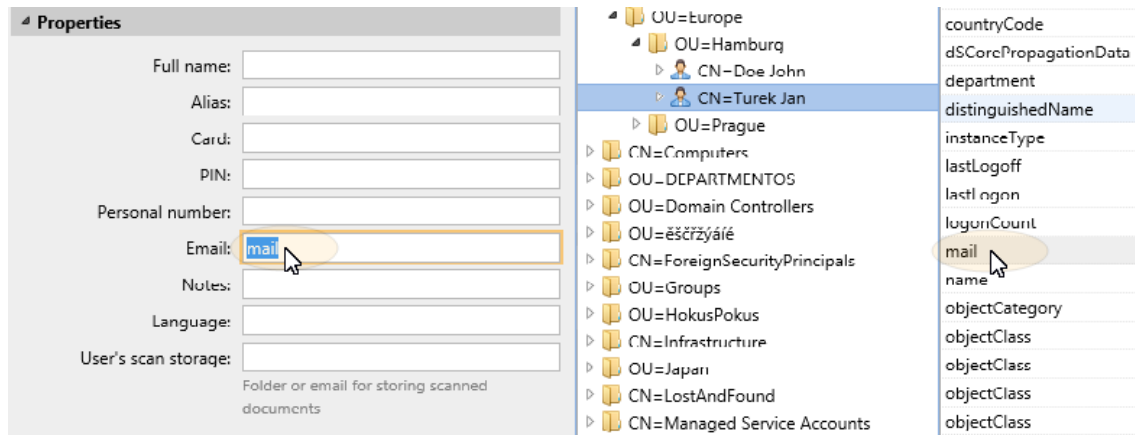 Properties
Full name:
Alias:
Card:
PIN:
Personal number:
Email:
mail
Notes:
Language:
User's scan storage:
Folder or email for storing scanned
documents
OU=Europe
OU=Hamburg
CN=Doe John
CN=Turek Jan
OU=Prague
CN=Computers
OU=DEPARTMENTOS
OU=Domain Controllers
OU=ěščřžýáíé
CN=ForeignSecurityPrincipals
OU=Groups
OU=HokusPokus
CN=Infrastructure
OU=Japan
CN=LostAndFound
CN=Managed Service Accounts
countryCode
dSCorePropagationData
department
distinguishedName
instanceType
lastLogoff
lastLogon
logonCount
mail
name
objectCategory
objectClass
objectClass
objectClass
objectClass